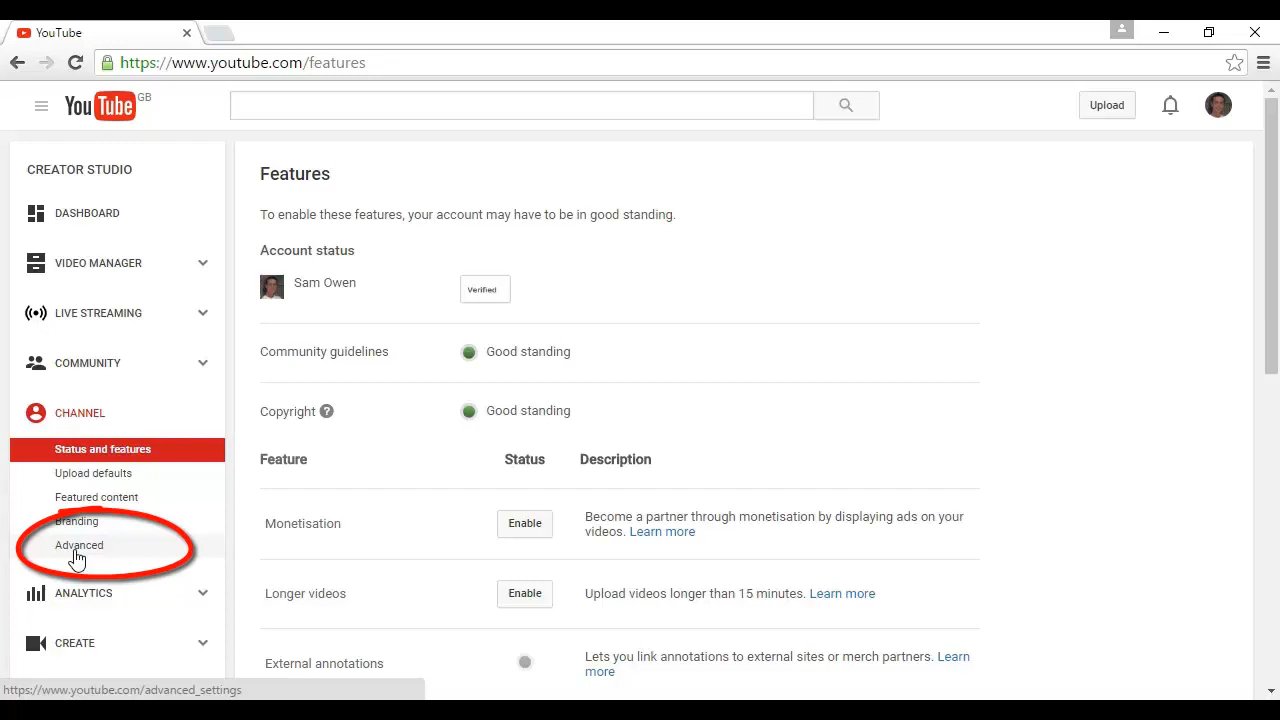 YouTube
https://www.youtube.com/features
YouTube GB
Upload
CREATOR STUDIO
DASHBOARD
VIDEO MANAGER
LIVE STREAMING
COMMUNITY
CHANNEL
Status and features
Upload defaults
Featured content
Branding
Advanced
ANALYTICS
CREATE
Features
To enable these features, your account may have to be in good standing.
Account status
Sam Owen
Verified
Community guidelines
Good standing
Copyright ?
Good standing
Feature Status Description
Monetisation
Enable
Become a partner through monetisation by displaying ads on your
videos. Learn more
Longer videos
Enable
Upload videos longer than 15 minutes. Learn more
External annotations
Lets you link annotations to external sites or merch partners. Learn
more
https://www.youtube.com/advanced_settings